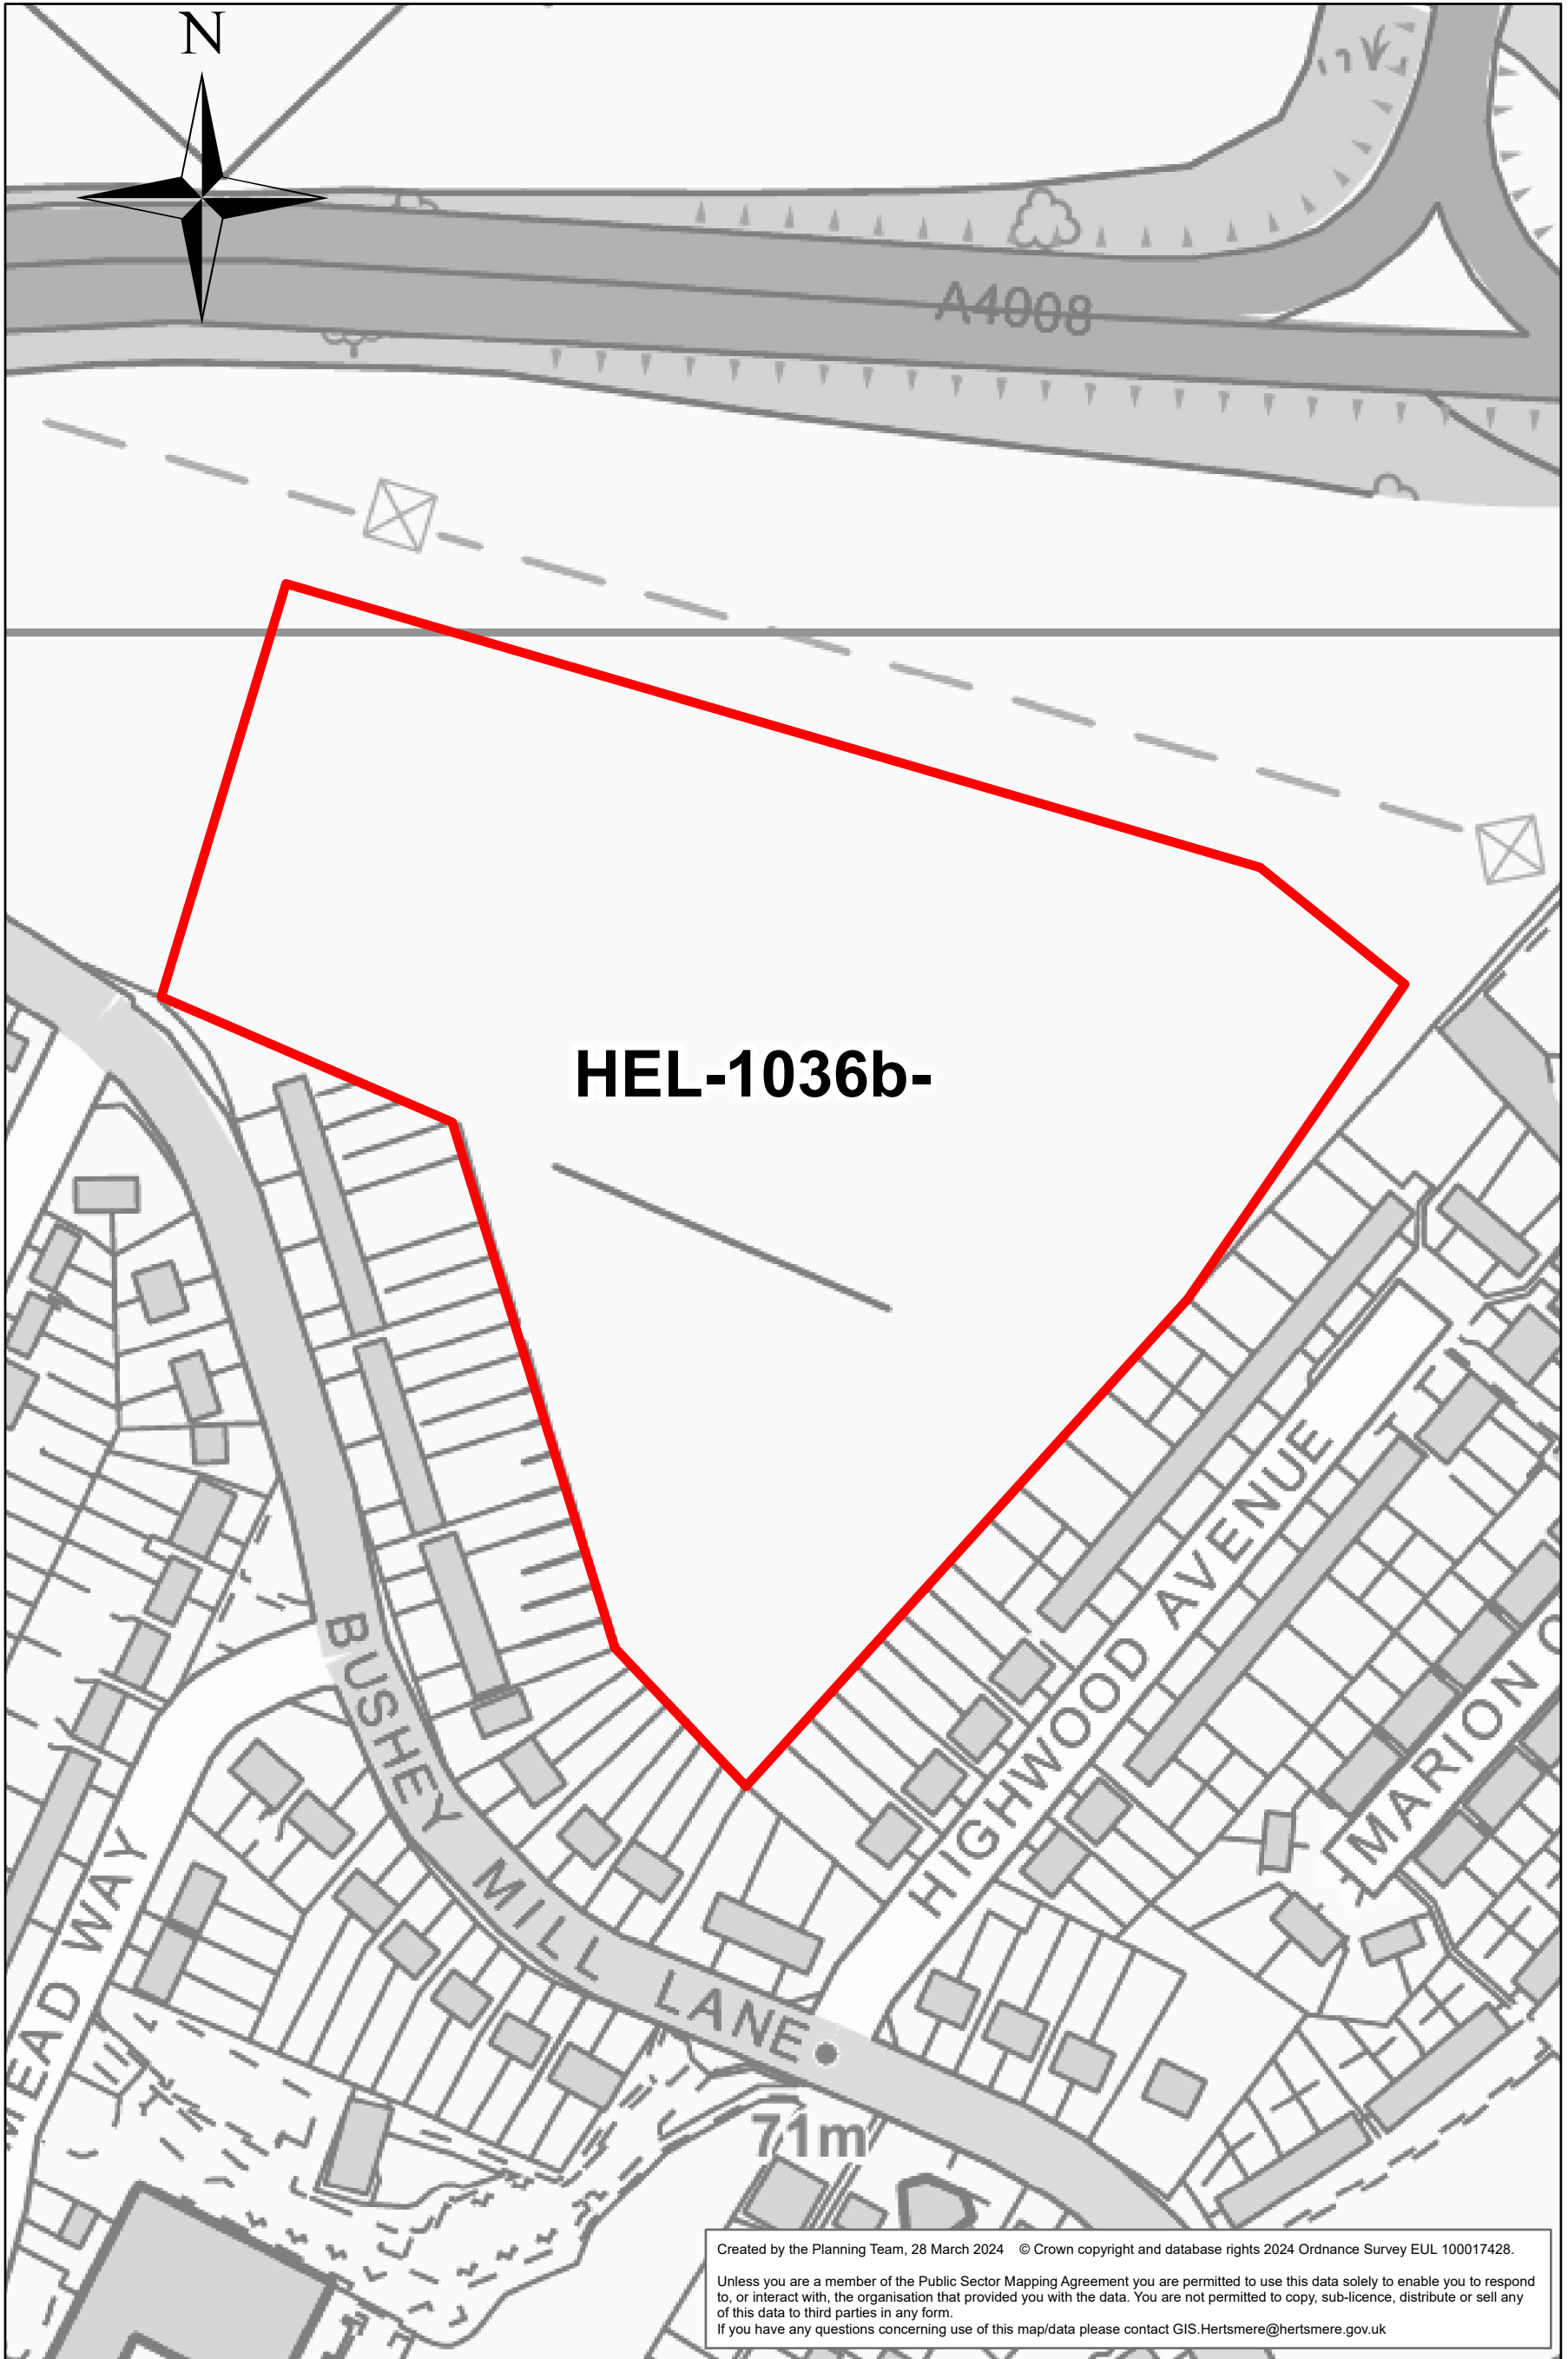 N
A4008
HEL-1036b-
HIGHWOOD AVENUE
MARION
BUSHEY MILL LANE
MEAD WAY
71m
Created by the Planning Team, 28 March 2024 © Crown copyright and database rights 2024 Ordnance Survey EUL 100017428.
Unless you are a member of the Public Sector Mapping Agreement you are permitted to use this data solely to enable you to respond
to, or interact with, the organisation that provided you with the data. You are not permitted to copy, sub-licence, distribute or sell any
of this data to third parties in any form.
If you have any questions concerning use of this map/data please contact GIS.Hertsmere@hertsmere.gov.uk